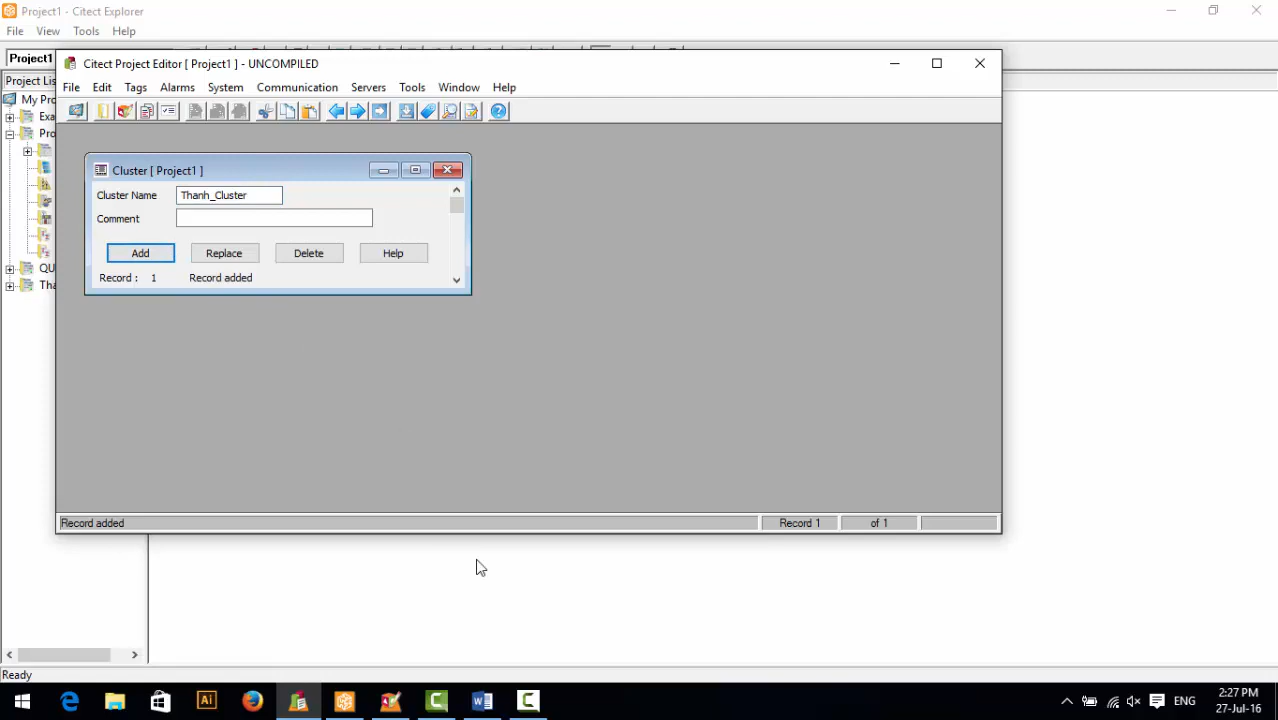 Project1 - Citect Explorer
File View Tools Help
Project1
Citect Project Editor [ Project1 ] - UNCOMPILED
File Edit Tags Alarms System Communication Servers Tools Window Help
Project Lis
My Pro
Exa
Pro
QU
Tha
Cluster [ Project1 ]
Cluster Name Thanh_Cluster
Comment
Add Replace Delete Help
Record : 1 Record added
Record added Record 1 of 1
Ready
Ai
ENG
2:27 PM
27-Jul-16